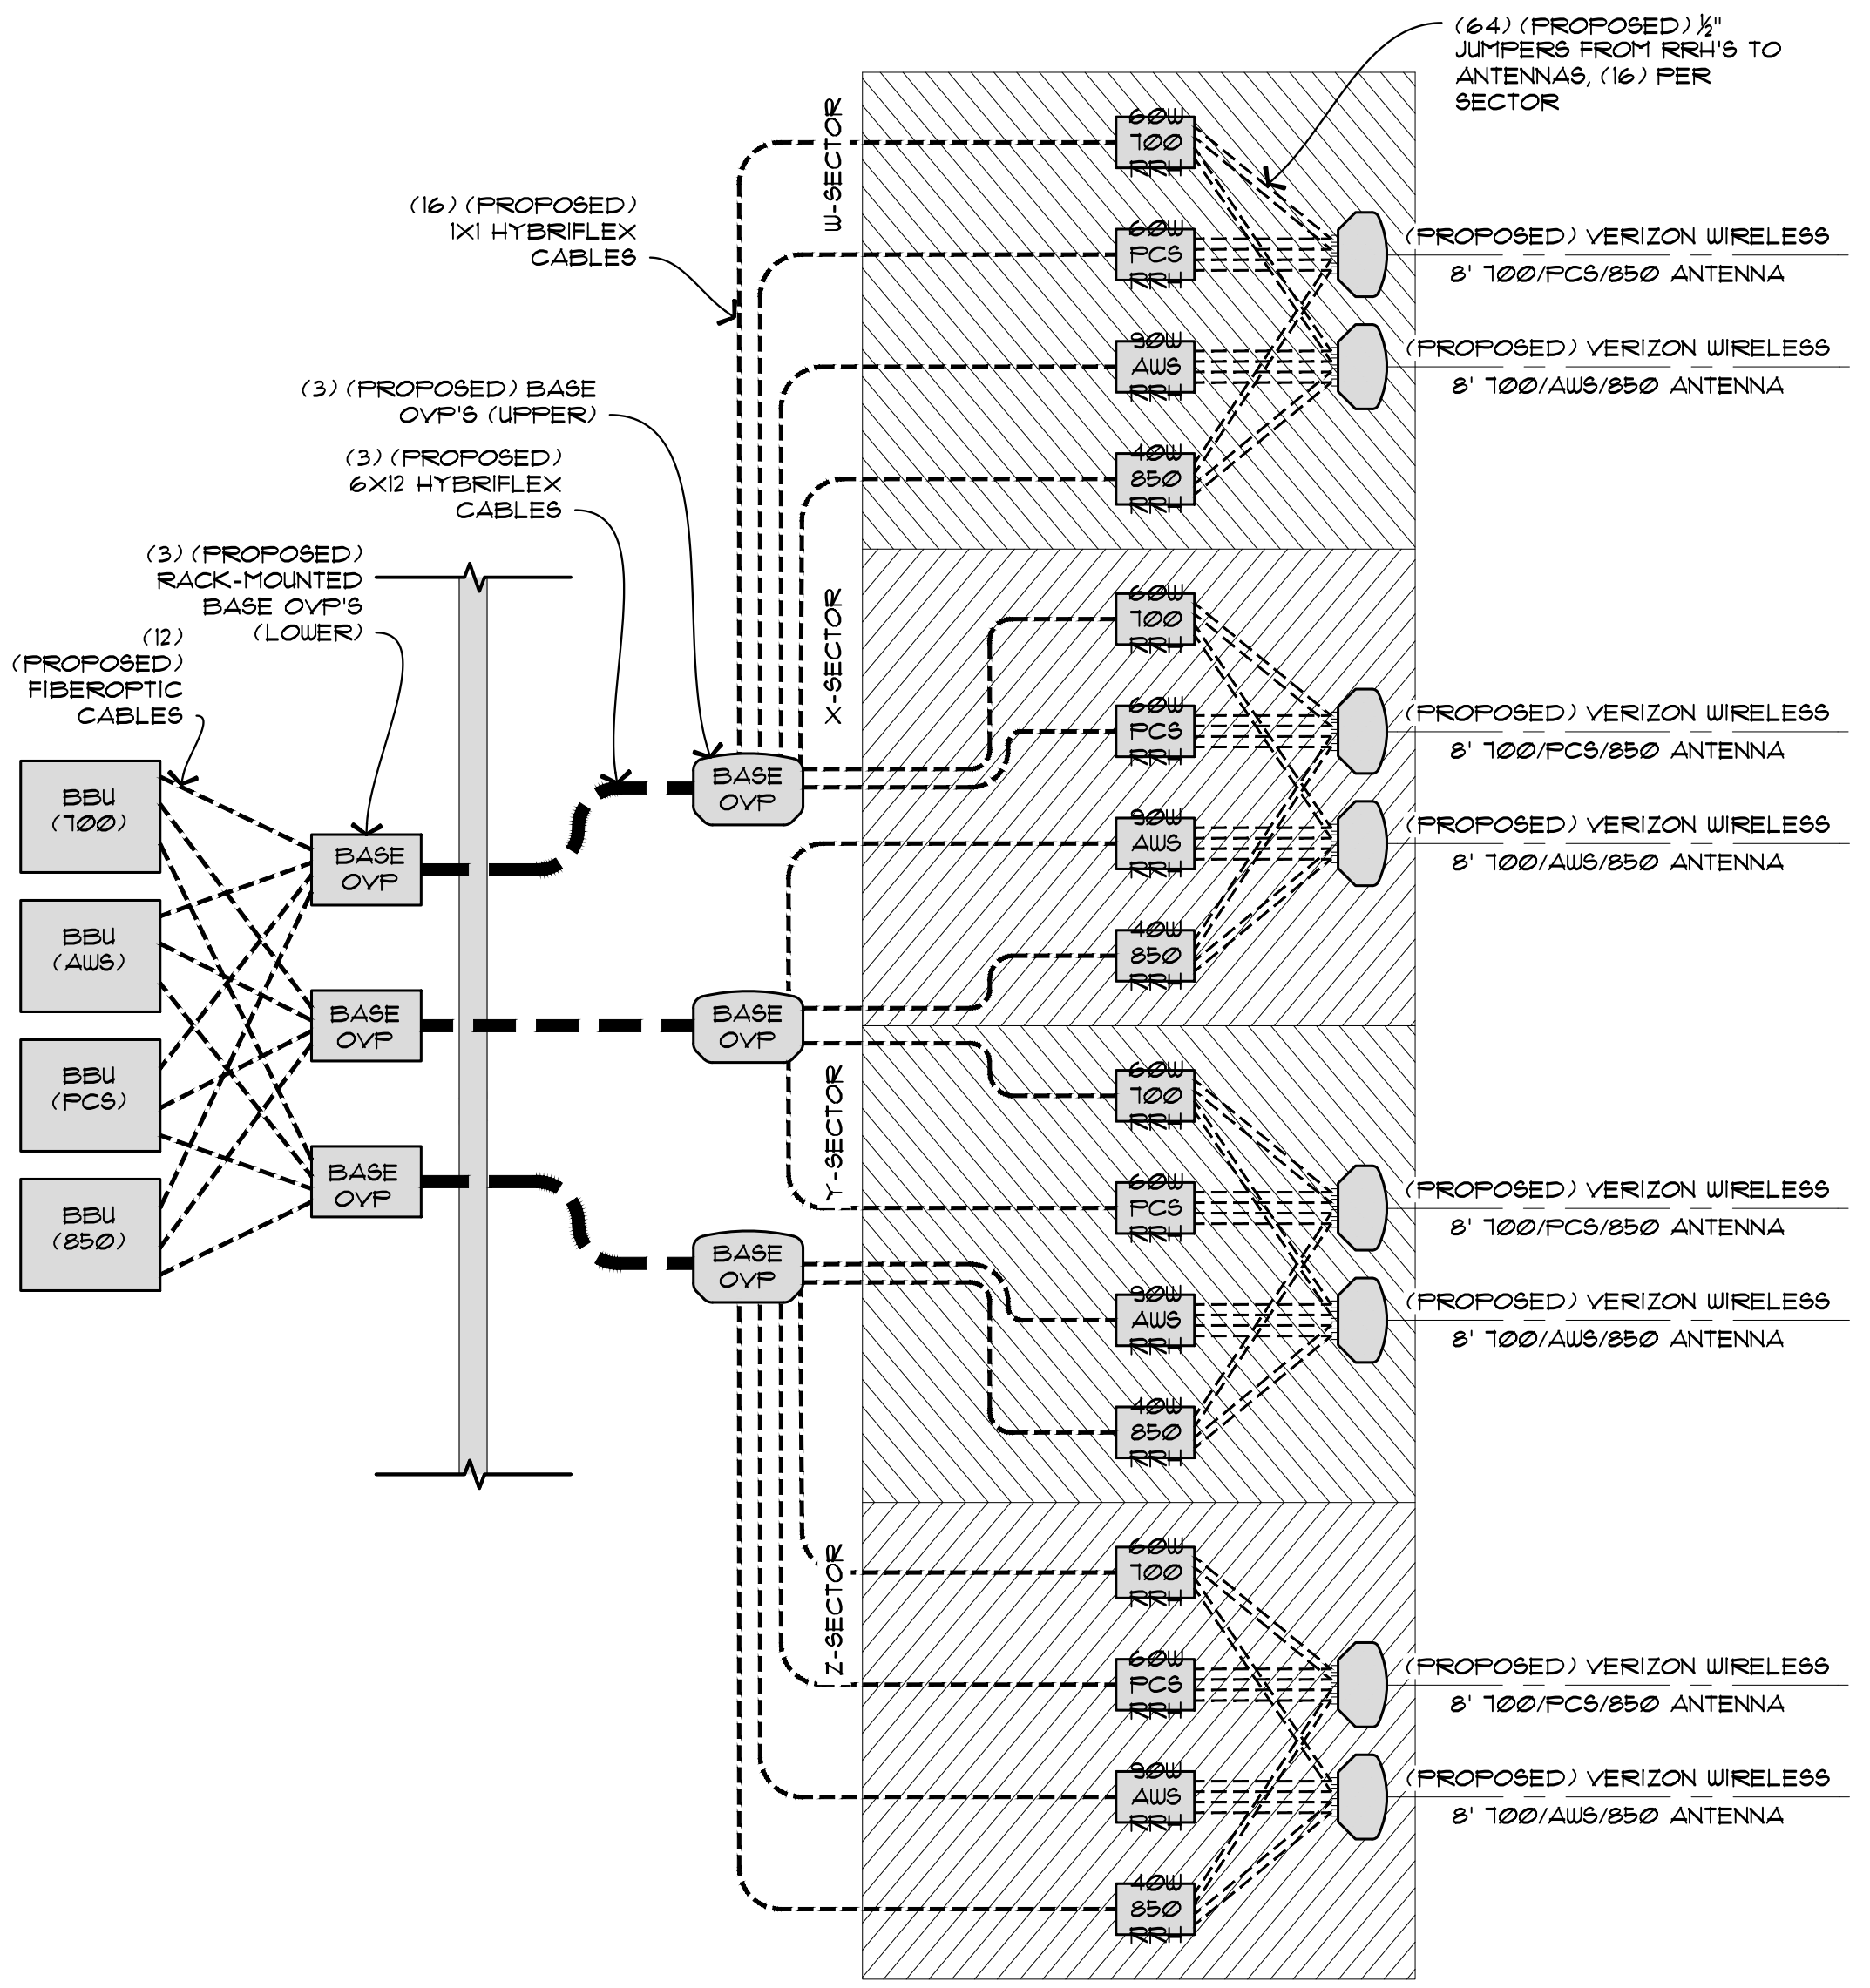 (64) (PROPOSED) ½"
JUMPERS FROM RRH'S TO
ANTENNAS, (16) PER
SECTOR
(16) (PROPOSED)
1X1 HYBRIFLEX
CABLES
(3) (PROPOSED) BASE
OVP'S (UPPER)
(3) (PROPOSED)
6X12 HYBRIFLEX
CABLES
(3) (PROPOSED)
RACK-MOUNTED
BASE OVP'S
(LOWER)
(12)
(PROPOSED)
FIBEROPTIC
CABLES
BBU
(700)
BBU
(AWS)
BBU
(PCS)
BBU
(850)
BASE
OVP
BASE
OVP
BASE
OVP
BASE
OVP
BASE
OVP
BASE
OVP
W-SECTOR
60W
700
RRH
60W
PCS
RRH
90W
AWS
RRH
40W
850
RRH
(PROPOSED) VERIZON WIRELESS
8' 700/PCS/850 ANTENNA
(PROPOSED) VERIZON WIRELESS
8' 700/AWS/850 ANTENNA
X-SECTOR
60W
700
RRH
60W
PCS
RRH
90W
AWS
RRH
40W
850
RRH
(PROPOSED) VERIZON WIRELESS
8' 700/PCS/850 ANTENNA
(PROPOSED) VERIZON WIRELESS
8' 700/AWS/850 ANTENNA
Y-SECTOR
60W
700
RRH
60W
PCS
RRH
90W
AWS
RRH
40W
850
RRH
(PROPOSED) VERIZON WIRELESS
8' 700/PCS/850 ANTENNA
(PROPOSED) VERIZON WIRELESS
8' 700/AWS/850 ANTENNA
Z-SECTOR
60W
700
RRH
60W
PCS
RRH
90W
AWS
RRH
40W
850
RRH
(PROPOSED) VERIZON WIRELESS
8' 700/PCS/850 ANTENNA
(PROPOSED) VERIZON WIRELESS
8' 700/AWS/850 ANTENNA